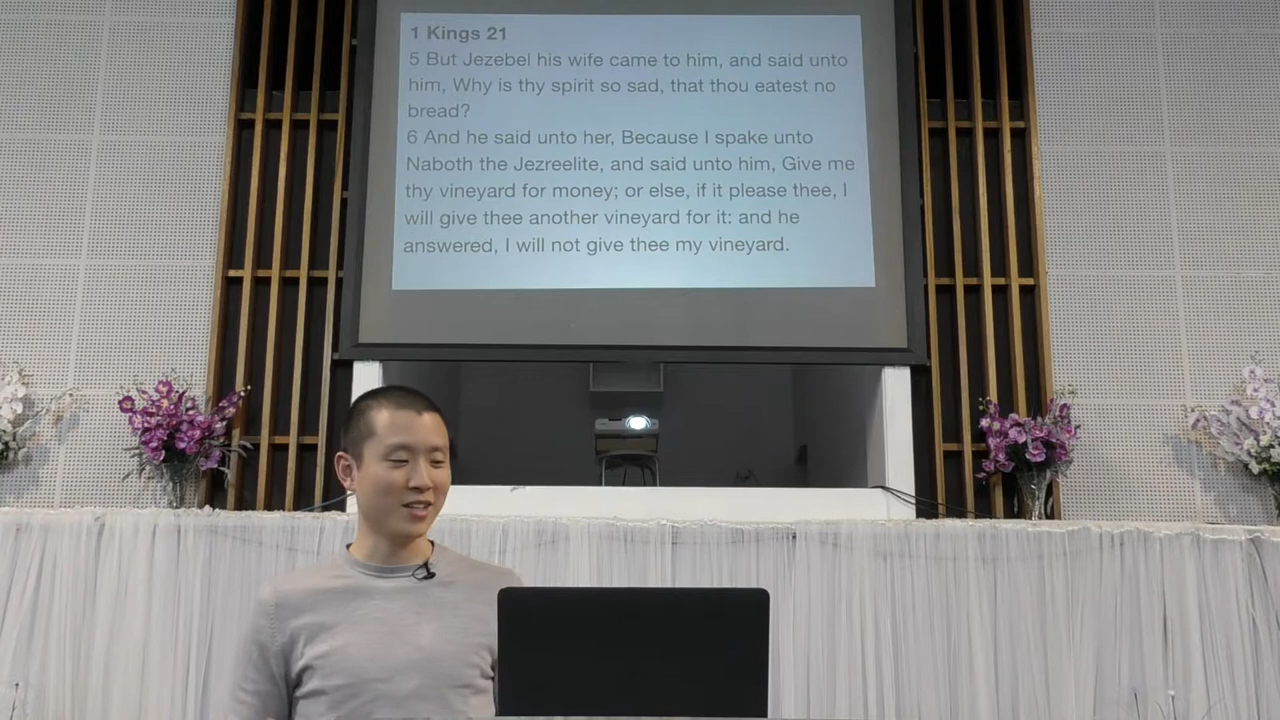 1 Kings 21
5 But Jezebel his wife came to him, and said unto
him, Why is thy spirit so sad, that thou eatest no
bread?
6 And he said unto her, Because I spake unto
Naboth the Jezreelite, and said unto him, Give me
thy vineyard for money; or else, if it please thee, I
will give thee another vineyard for it: and he
answered, I will not give thee my vineyard.